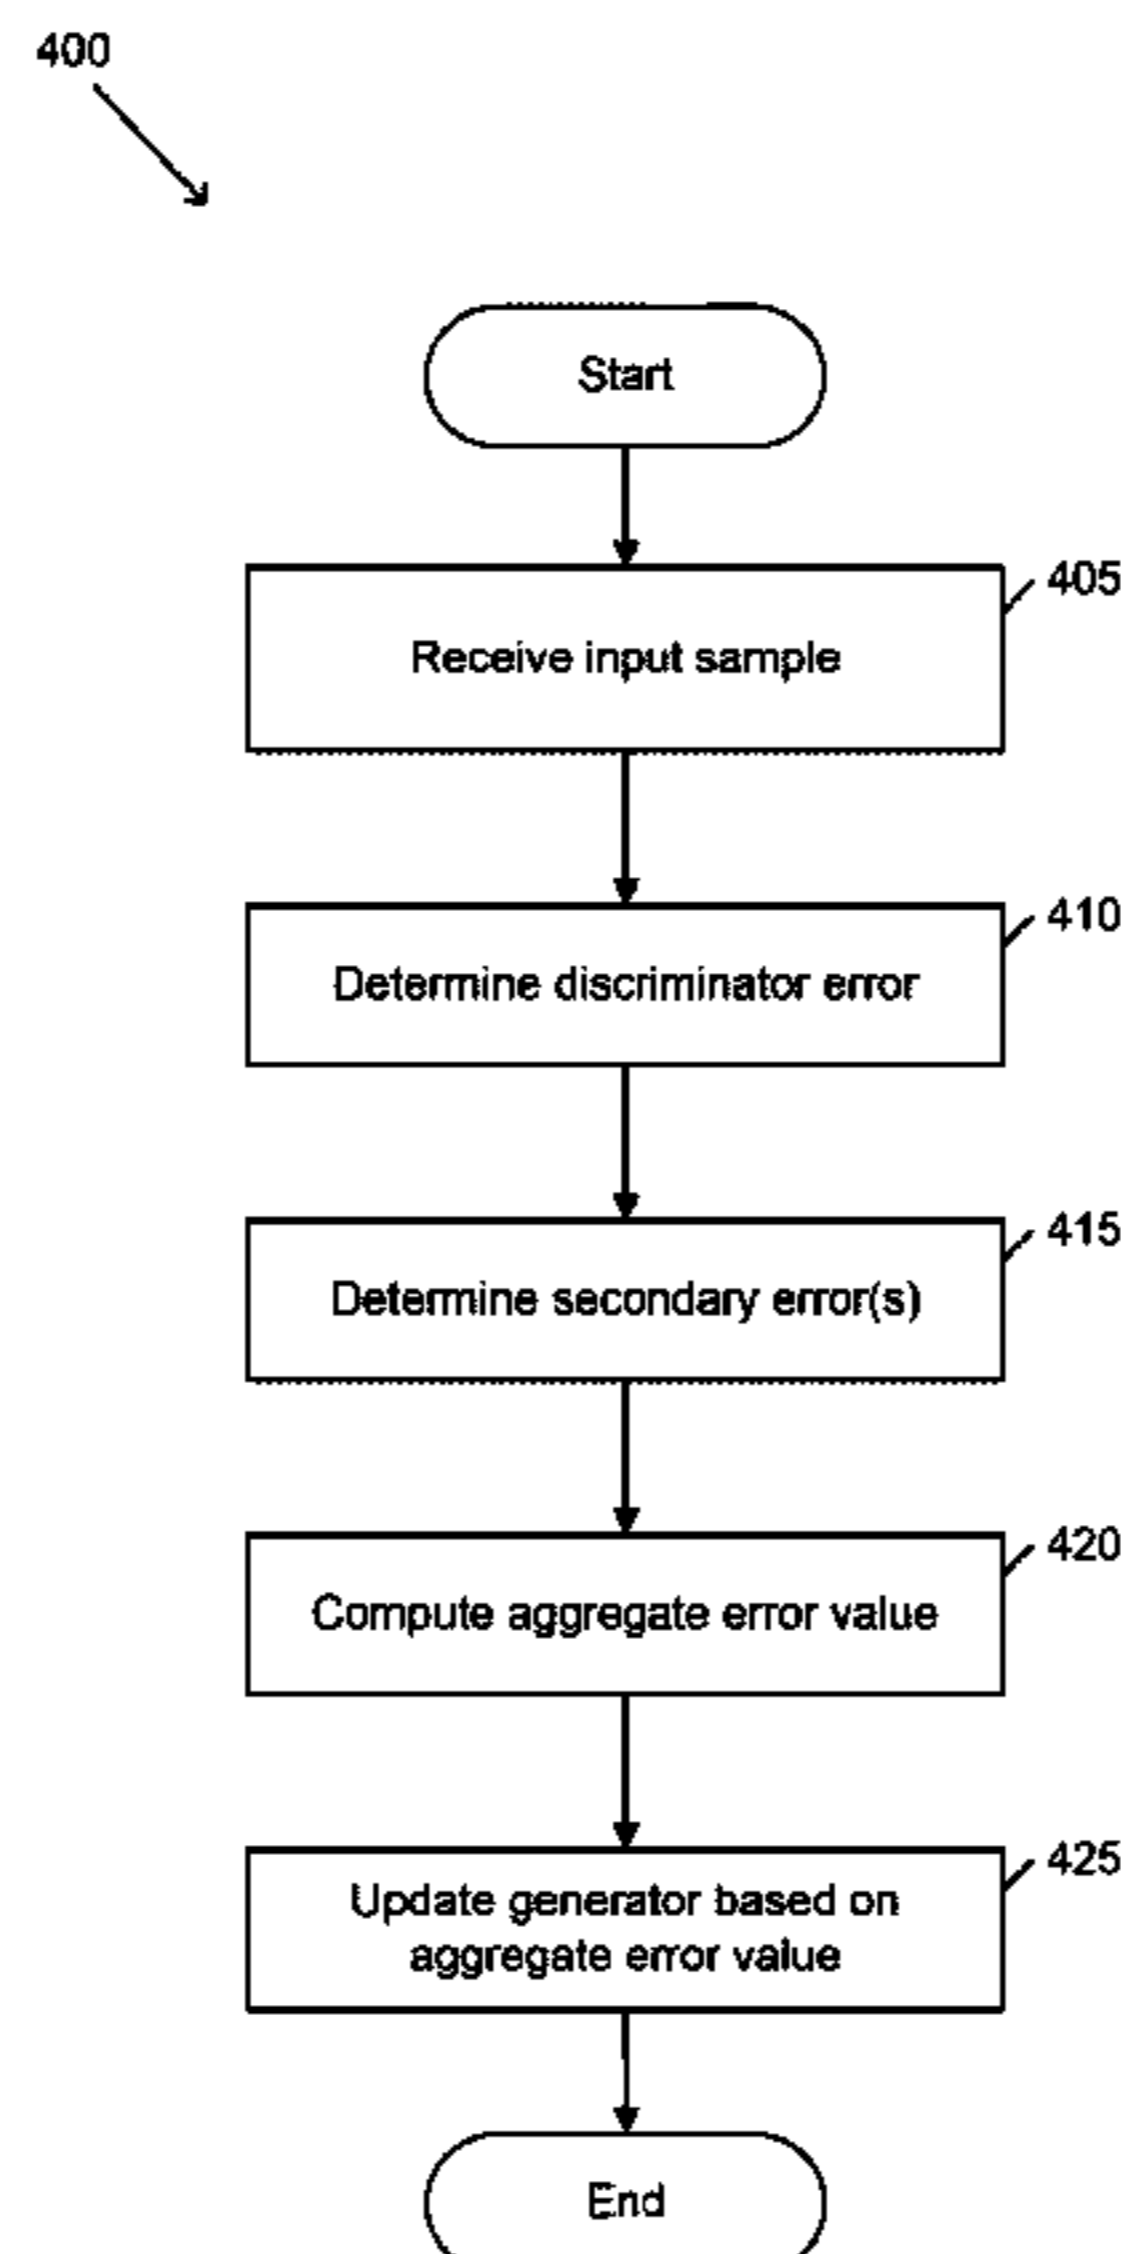 400
Start
405
Receive input sample
410
Determine discriminator error
415
Determine secondary error(s)
420
Compute aggregate error value
425
Update generator based on
aggregate error value
End